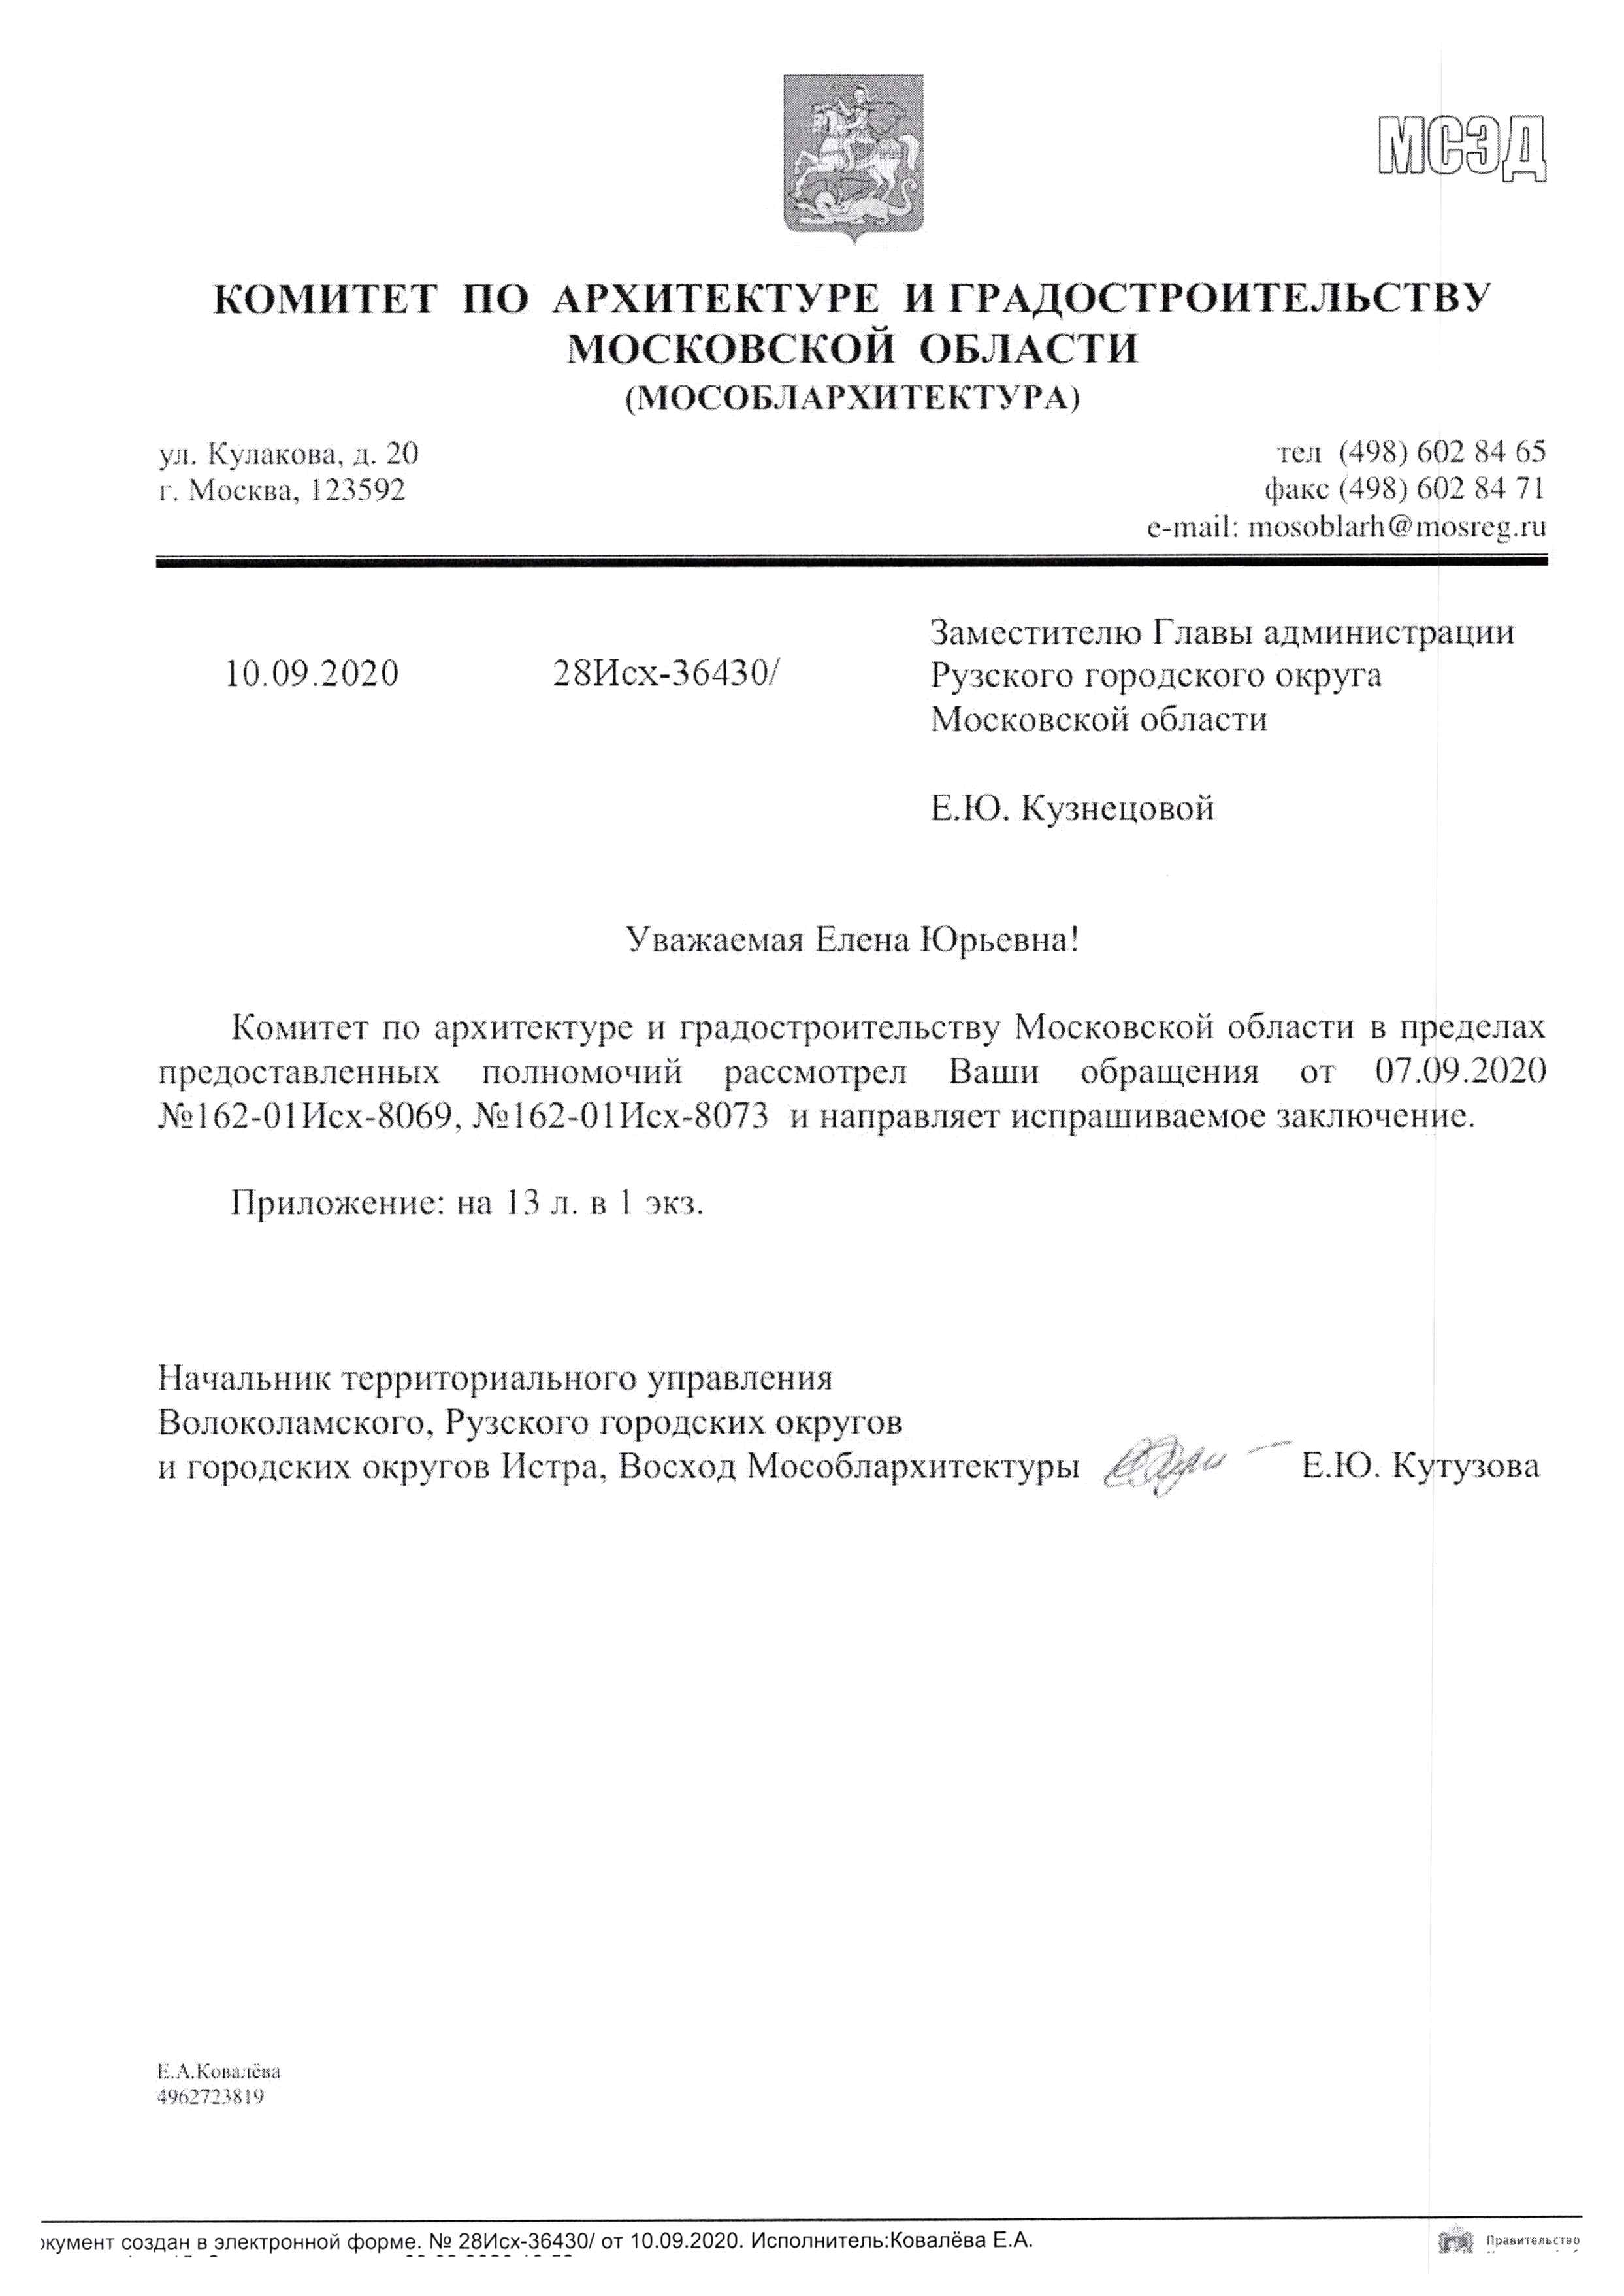 МСЭД
КОМИТЕТ ПО АРХИТЕКТУРЕ И ГРАДОСТРОИТЕЛЬСТВУ
МОСКОВСКОЙ ОБЛАСТИ
(МОСОБЛАРХИТЕКТУРА)
ул. Кулакова, д. 20
г. Москва, 123592
тел (498) 602 84 65
факс (498) 602 84 71
e-mail: mosoblarh@mosreg.ru
10.09.2020 28Исх-36430/
Заместителю Главы администрации
Рузского городского округа
Московской области
Е.Ю. Кузнецовой
Уважаемая Елена Юрьевна!
Комитет по архитектуре и градостроительству Московской области в пределах
предоставленных полномочий рассмотрел Ваши обращения от 07.09.2020
№162-01Исх-8069, №162-01Исх-8073 и направляет испрашиваемое заключение.
Приложение: на 13 л. в 1 экз.
Начальник территориального управления
Волоколамского, Рузского городских округов
и городских округов Истра, Восход Мособлархитектуры Е.Ю. Кутузова
Е.А.Ковалёва
4962723819
окумент создан в электронной форме. № 28Исх-36430/ от 10.09.2020. Исполнитель:Ковалёва Е.А.
Правительство